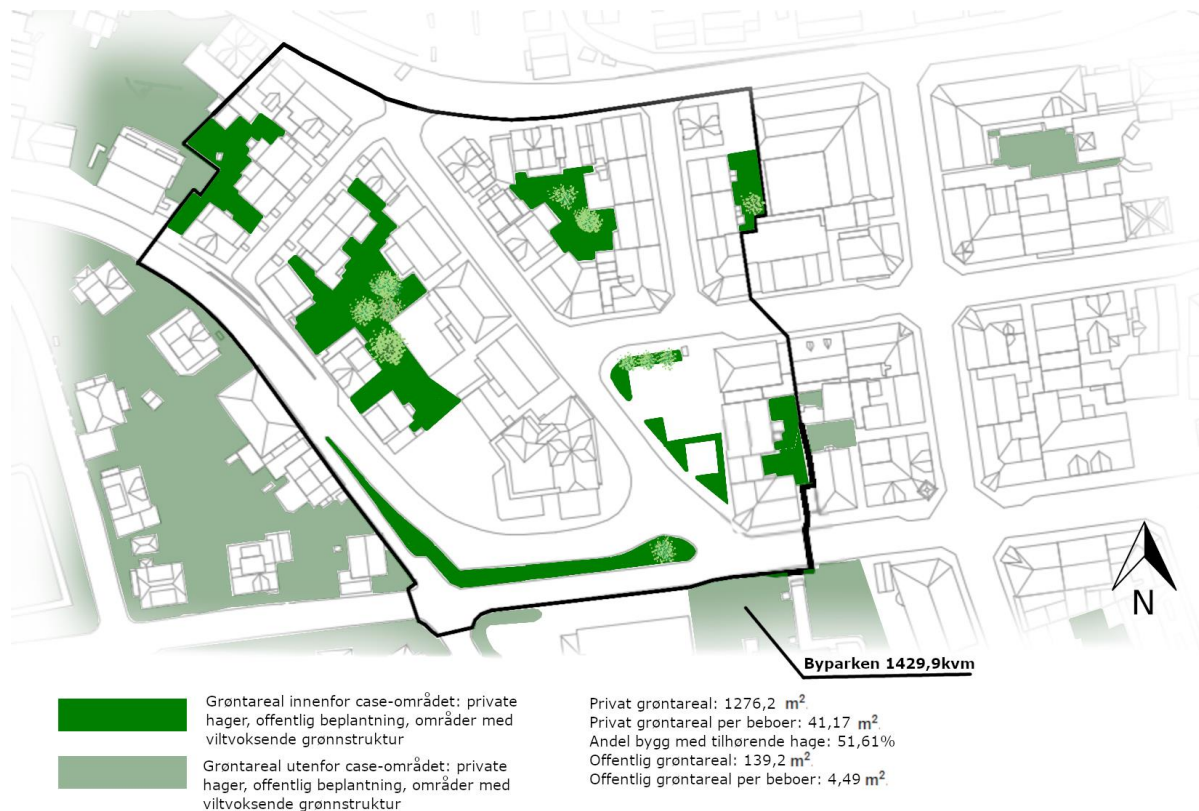 N
Byparken 1429,9kvm
Grøntareal innenfor case-området: private
hager, offentlig beplantning, områder med
viltvoksende grønnstruktur
Grøntareal utenfor case-området: private
hager, offentlig beplantning, områder med
viltvoksende grønnstruktur
Privat grøntareal: 1276,2 m².
Privat grøntareal per beboer: 41,17 m².
Andel bygg med tilhørende hage: 51,61%
Offentlig grøntareal: 139,2 m².
Offentlig grøntareal per beboer: 4,49 m².